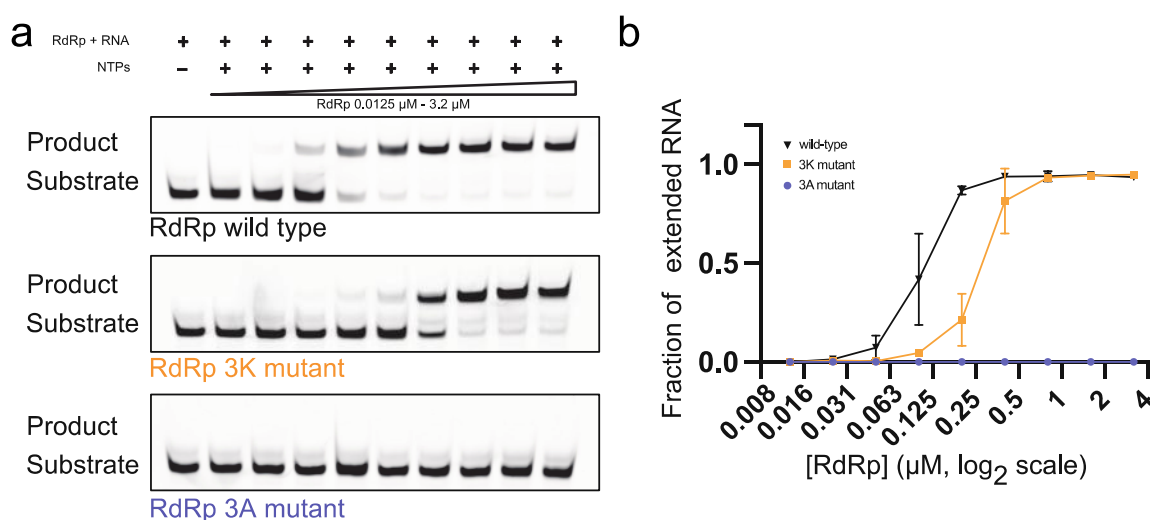 a
RdRp + RNA + + + + + + + + + +
NTPs – + + + + + + + + +
RdRp 0.0125 µM - 3.2 µM
Product
Substrate
RdRp wild type
Product
Substrate
RdRp 3K mutant
Product
Substrate
RdRp 3A mutant
b
Fraction of extended RNA
1.0
0.5
0.0
wild-type
3K mutant
3A mutant
0.008 0.016 0.031 0.063 0.125 0.25 0.5 1 2 4
[RdRp] (µM, log2 scale)